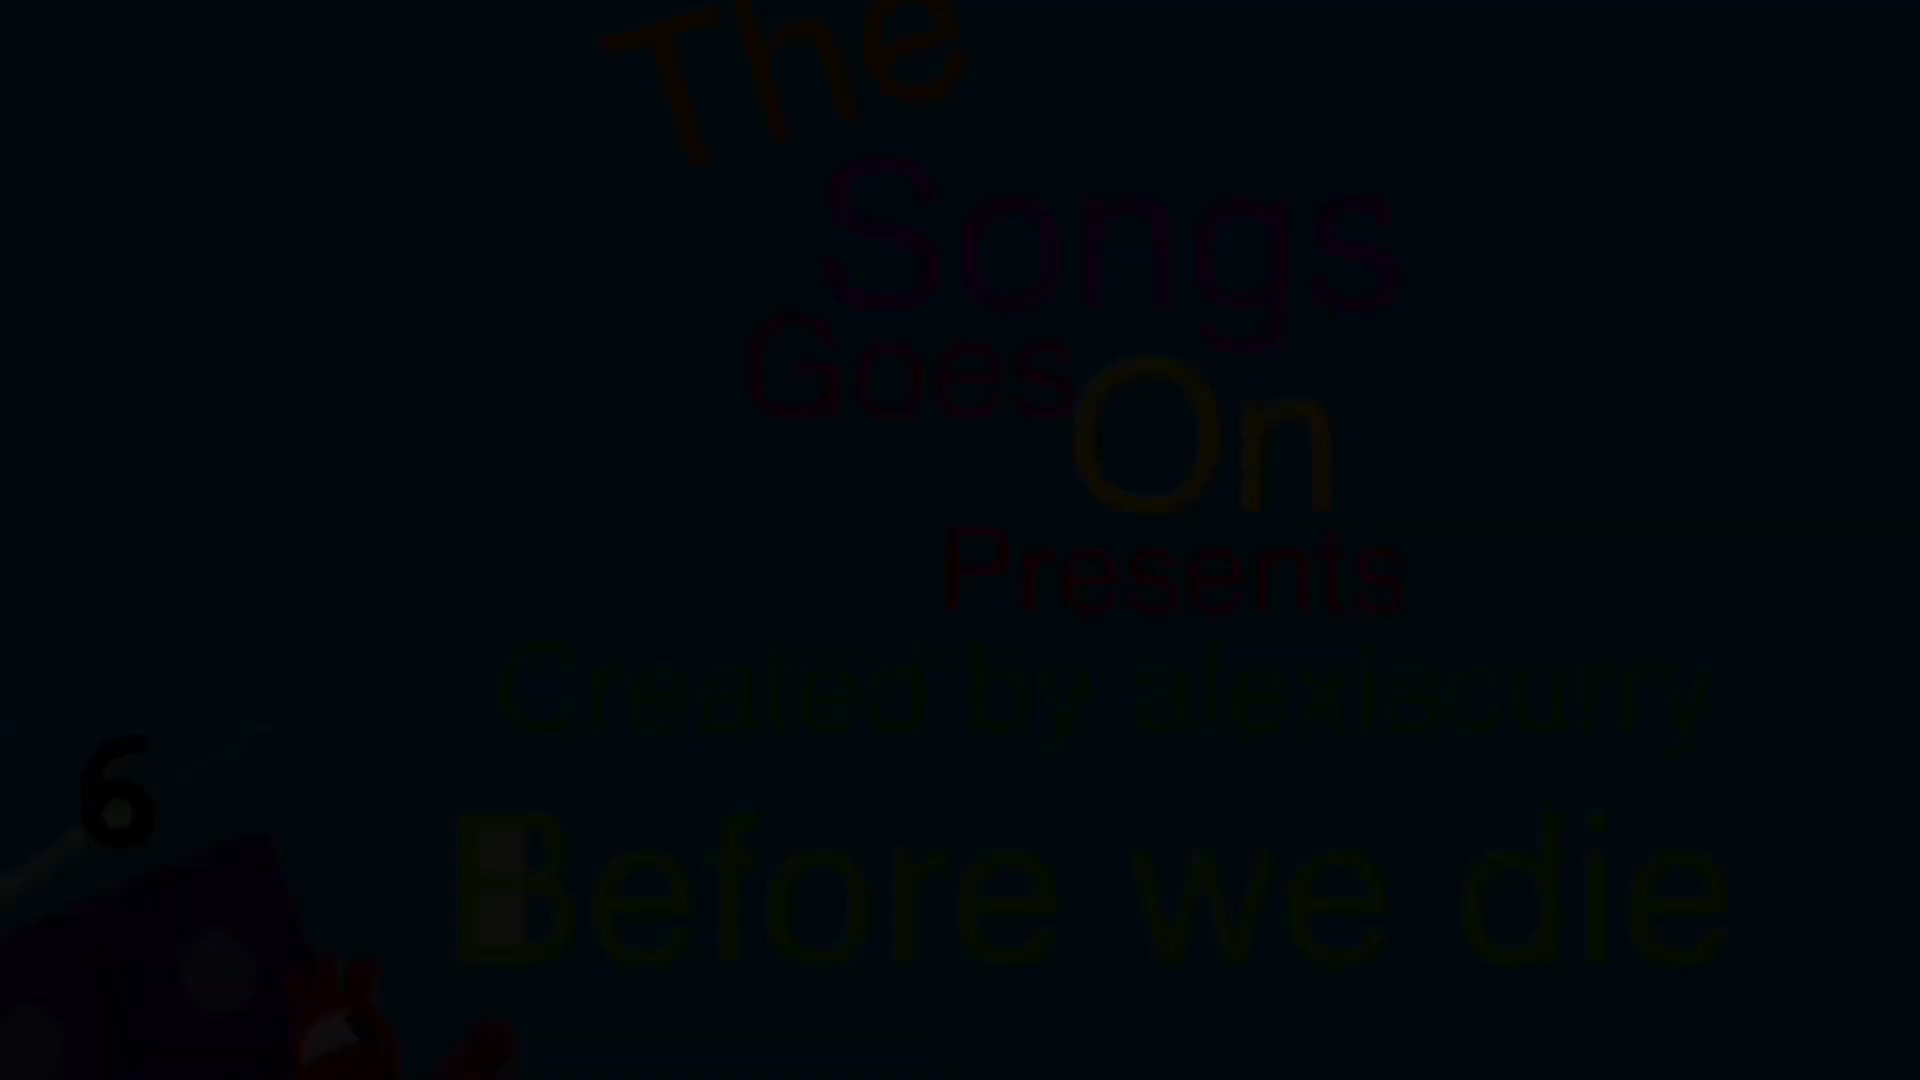 The
Songs
Goes On
Presents
Created by alexiscurry
6
Before we die